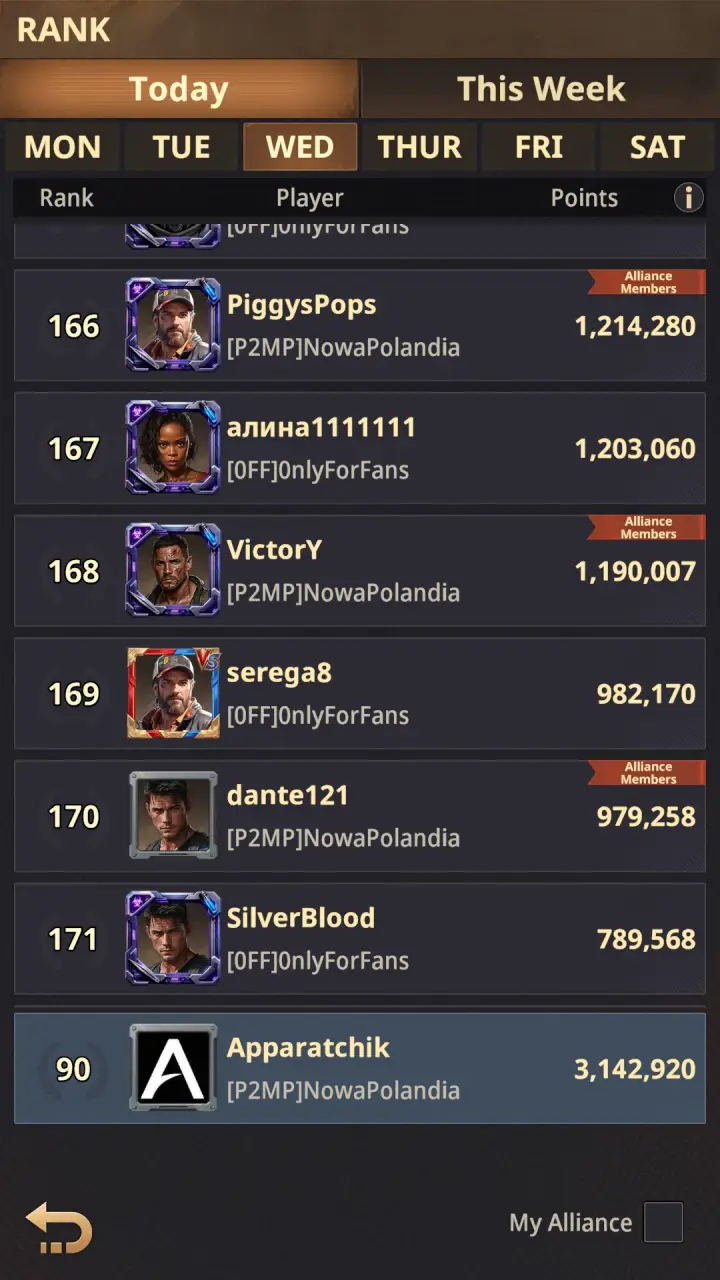 RANK
Today
This Week
MON
TUE
WED
THUR
FRI
SAT
Rank
Player
Points
[0FF]0nlyForFans
166
PiggysPops
[P2MP]NowaPolandia
Alliance
Members
1,214,280
167
алина1111111
[0FF]0nlyForFans
1,203,060
168
VictorY
[P2MP]NowaPolandia
Alliance
Members
1,190,007
169
serega8
[0FF]0nlyForFans
982,170
170
dante121
[P2MP]NowaPolandia
Alliance
Members
979,258
171
SilverBlood
[0FF]0nlyForFans
789,568
90
Apparatchik
[P2MP]NowaPolandia
3,142,920
My Alliance